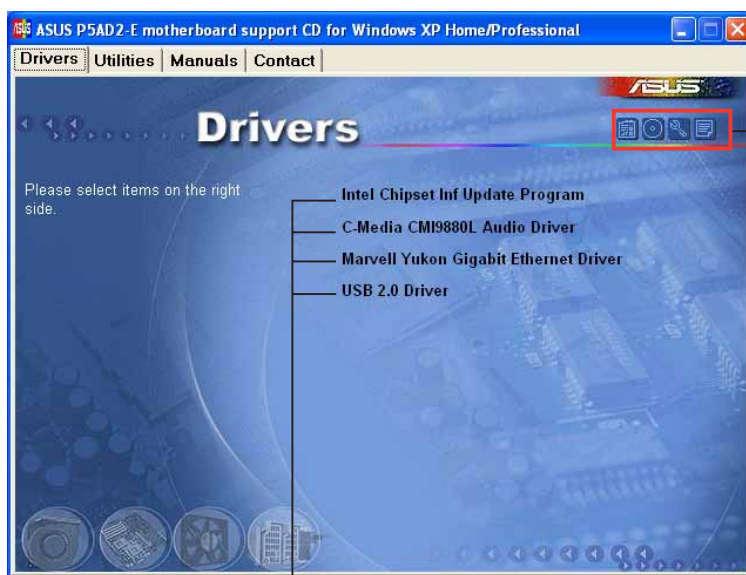 ASUS P5AD2-E motherboard support CD for Windows XP Home/Professional
Drivers Utilities Manuals Contact
ASUS
Drivers
Please select items on the right
side.
Intel Chipset Inf Update Program
C-Media CMI9880L Audio Driver
Marvell Yukon Gigabit Ethernet Driver
USB 2.0 Driver